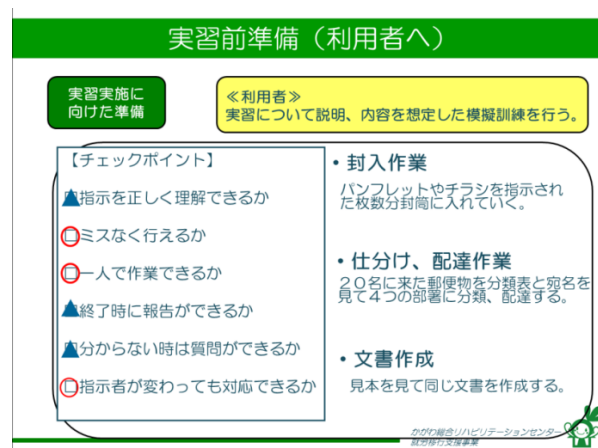 実習前準備（利用者へ）
実習実施に
向けた準備
≪利用者≫
実習について説明、内容を想定した模擬訓練を行う。
【チェックポイント】
□指示を正しく理解できるか
□ミスなく行えるか
□一人で作業できるか
□終了時に報告ができるか
□分からない時は質問ができるか
□指示者が変わっても対応できるか
・封入作業
パンフレットやチラシを指示され
た枚数分封筒に入れていく。
・仕分け、配達作業
２０名に来た郵便物を分類表と宛名を
見て４つの部署に分類、配達する。
・文書作成
見本を見て同じ文書を作成する。
かがわ総合リハビリテーションセンター
就労移行支援事業